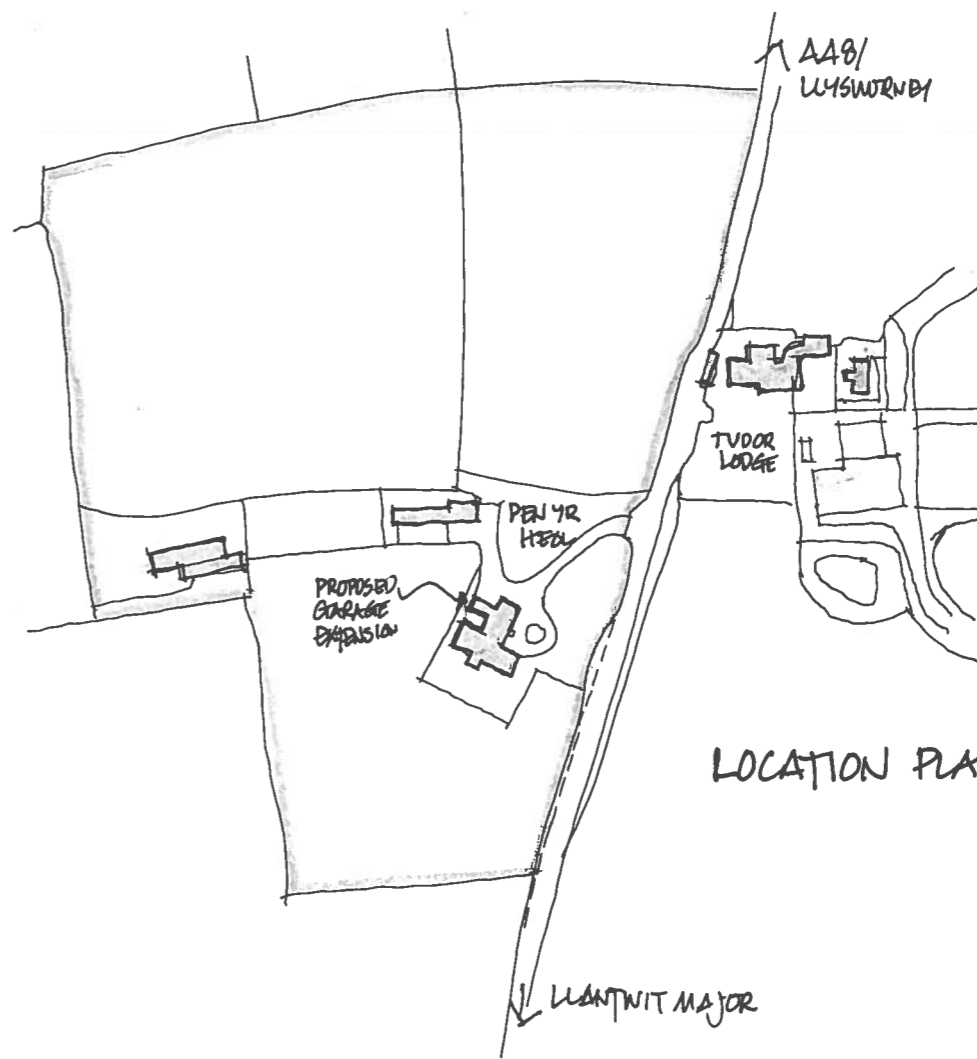 A48/
LLYSWORNEY
TUDOR
LODGE
PEN YR
HEOL
PROPOSED
GARAGE
EXTENSION
LOCATION PLA
LLANTWIT MAJOR